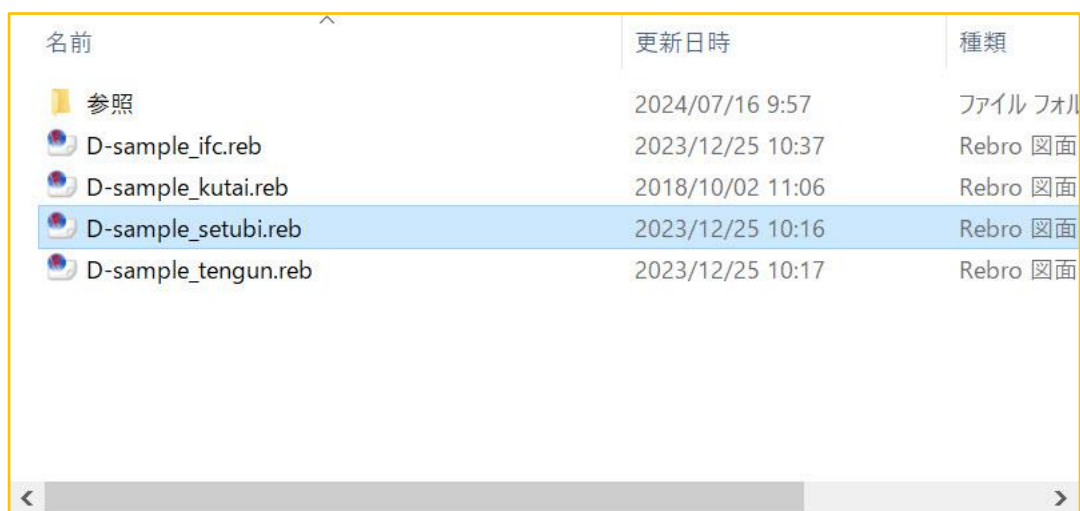 名前 更新日時 種類
参照 2024/07/16 9:57 ファイル フォル
D-sample_ifc.reb 2023/12/25 10:37 Rebro 図面
D-sample_kutai.reb 2018/10/02 11:06 Rebro 図面
D-sample_setubi.reb 2023/12/25 10:16 Rebro 図面
D-sample_tengun.reb 2023/12/25 10:17 Rebro 図面